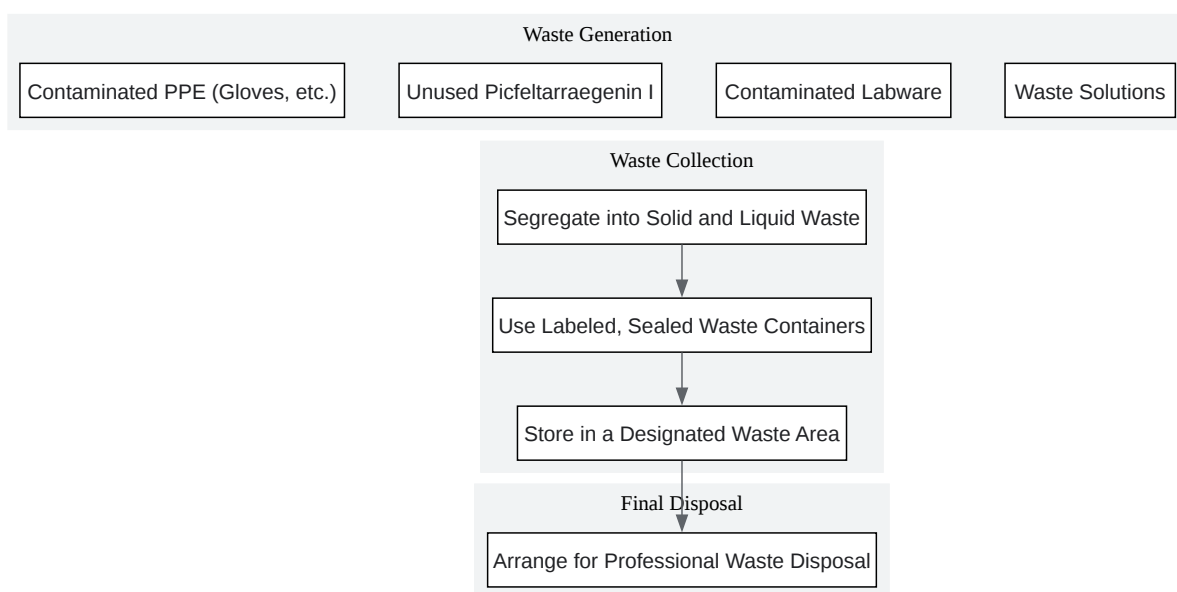 Waste Generation
Contaminated PPE (Gloves, etc.)
Unused Picfeltarraegenin I
Contaminated Labware
Waste Solutions
Waste Collection
Segregate into Solid and Liquid Waste
Use Labeled, Sealed Waste Containers
Store in a Designated Waste Area
Final Disposal
Arrange for Professional Waste Disposal